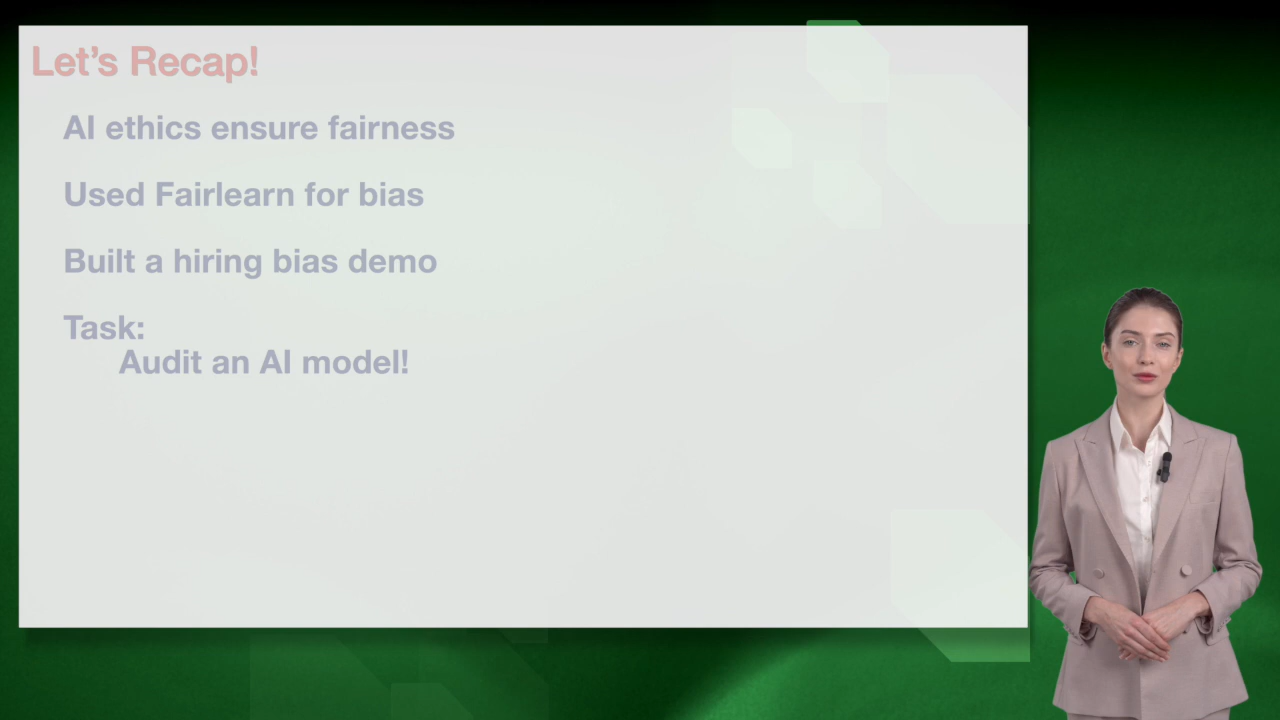 Let’s Recap!
AI ethics ensure fairness
Used Fairlearn for bias
Built a hiring bias demo
Task:
Audit an AI model!